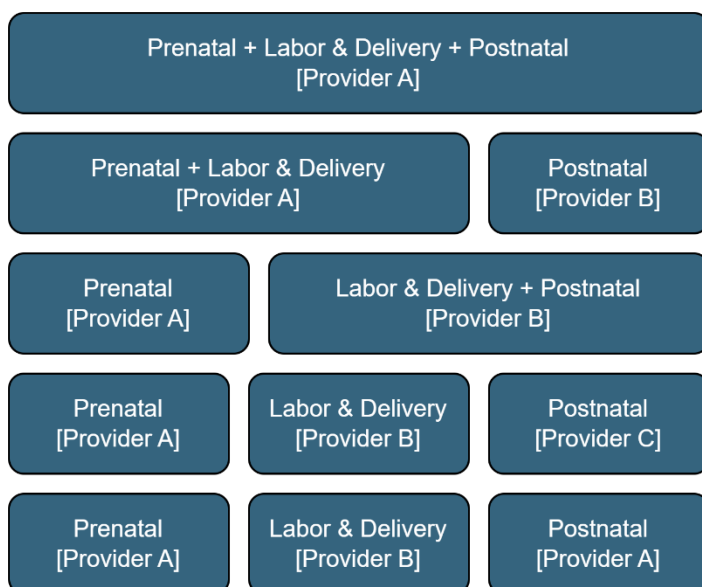 Prenatal + Labor & Delivery + Postnatal
[Provider A]
Prenatal + Labor & Delivery
[Provider A]
Postnatal
[Provider B]
Prenatal
[Provider A]
Labor & Delivery + Postnatal
[Provider B]
Prenatal
[Provider A]
Labor & Delivery
[Provider B]
Postnatal
[Provider C]
Prenatal
[Provider A]
Labor & Delivery
[Provider B]
Postnatal
[Provider A]